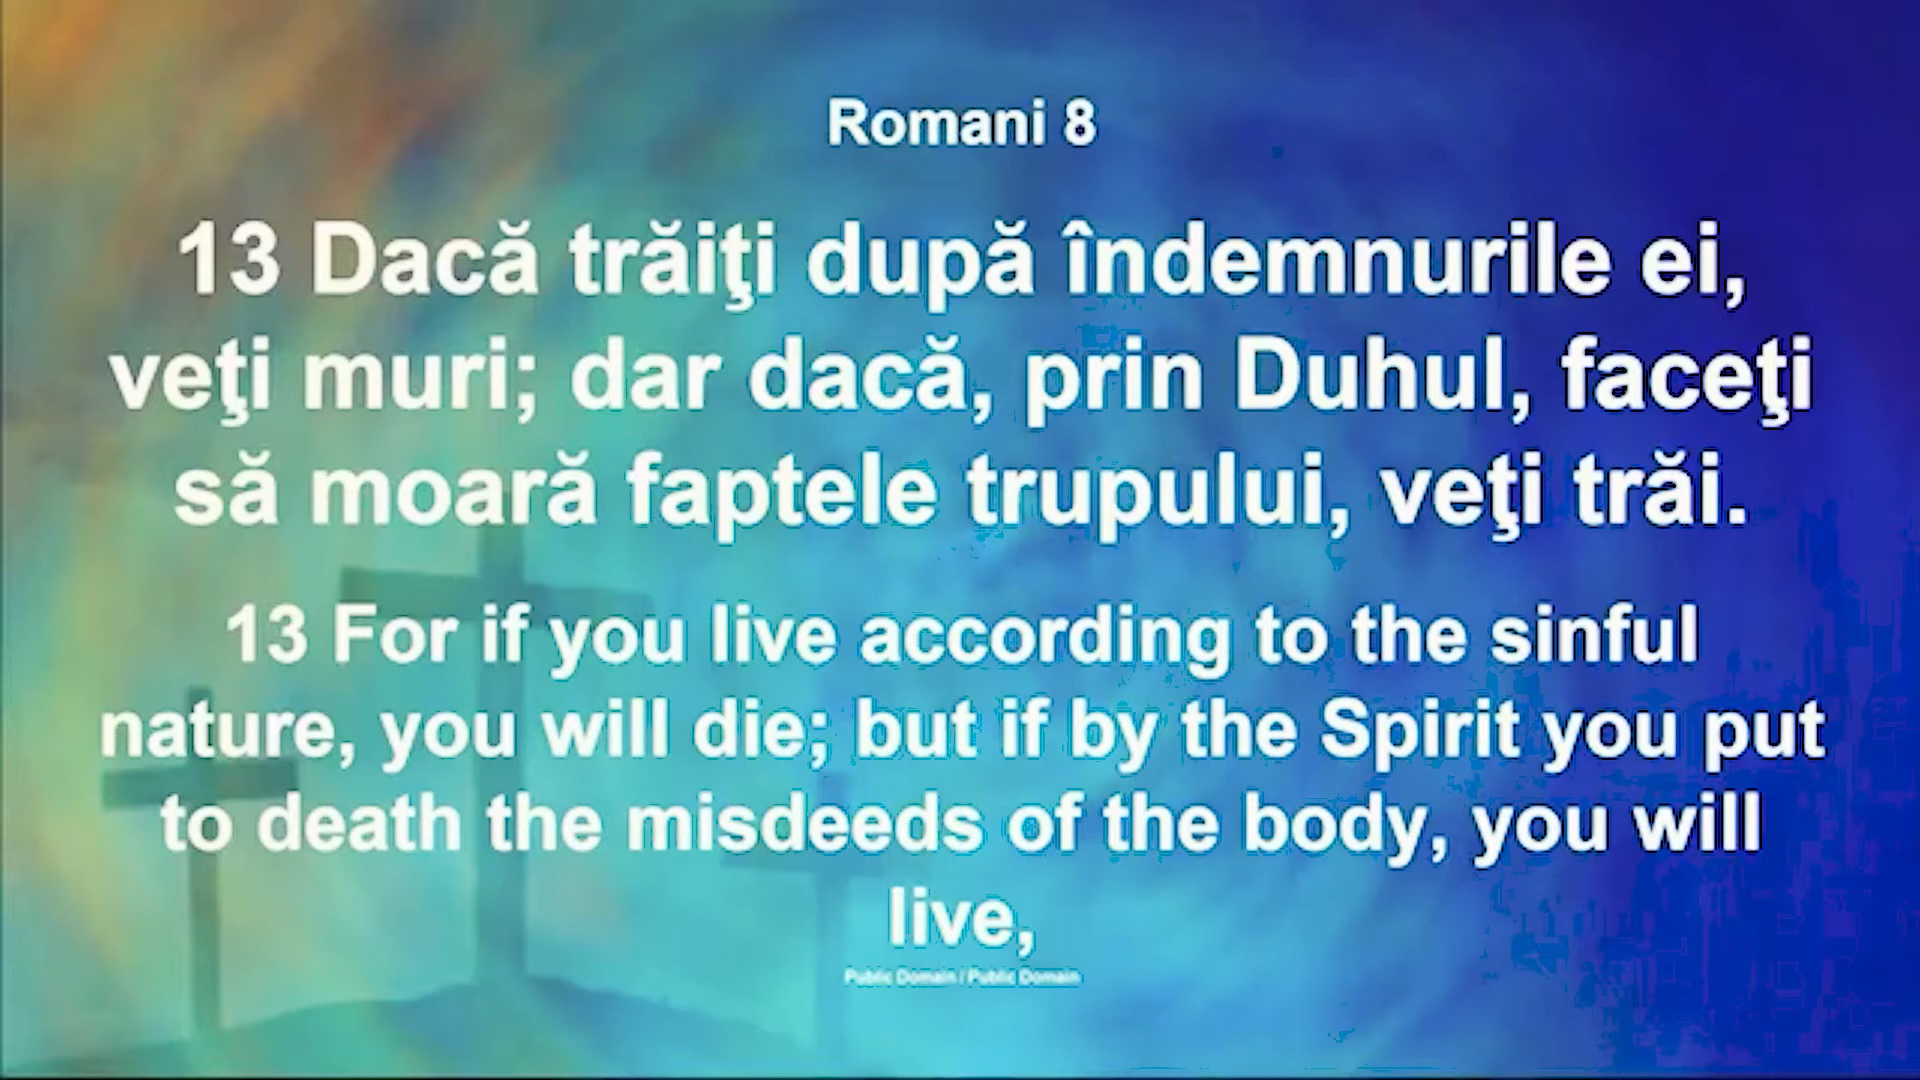 Romani 8
13 Dacă trăiţi după îndemnurile ei,
veţi muri; dar dacă, prin Duhul, faceţi
să moară faptele trupului, veţi trăi.
13 For if you live according to the sinful
nature, you will die; but if by the Spirit you put
to death the misdeeds of the body, you will
live,
Public Domain / Public Domain